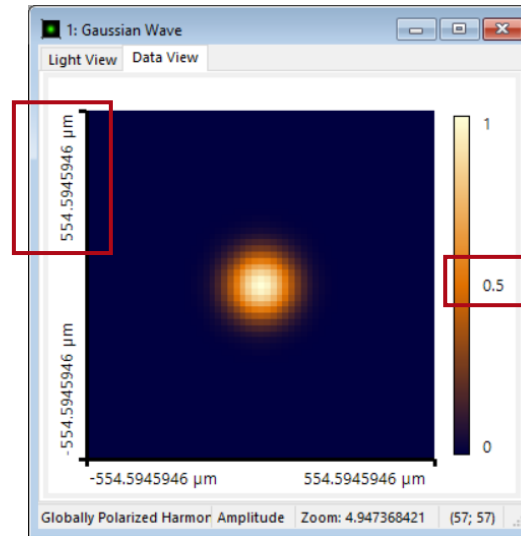 1: Gaussian Wave
Light View Data View
554.5945946 µm
-554.5945946 µm
-554.5945946 µm 554.5945946 µm
1
0.5
0
Globally Polarized Harmor Amplitude Zoom: 4.947368421 (57; 57)